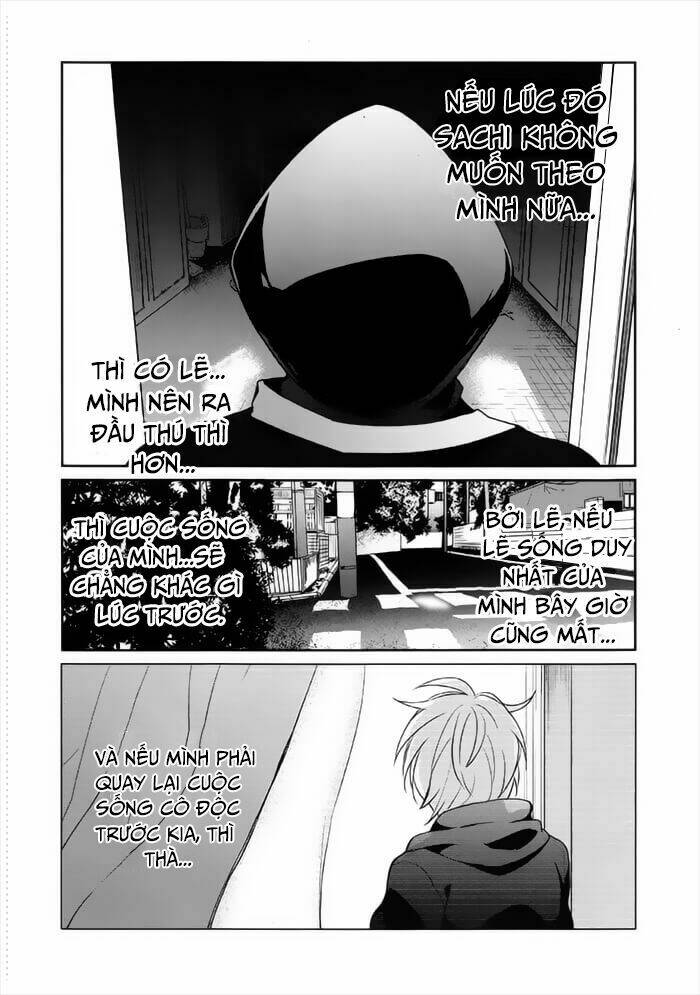 NẾU LÚC ĐÓ
SACHI KHÔNG
MUỐN THEO
MÌNH NỮA...
THÌ CÓ LẼ...
MÌNH NÊN RA
ĐẦU THÚ THÌ
HƠN...
BỞI LẼ, NẾU
LẼ SỐNG DUY
NHẤT CỦA
MÌNH BÂY GIỜ
CŨNG MẤT...
THÌ CUỘC SỐNG
CỦA MÌNH...SẼ
CHẲNG KHÁC GÌ
LÚC TRƯỚC.
VÀ NẾU MÌNH PHẢI
QUAY LẠI CUỘC
SỐNG CÔ ĐỘC
TRƯỚC KIA, THÌ
THÀ...